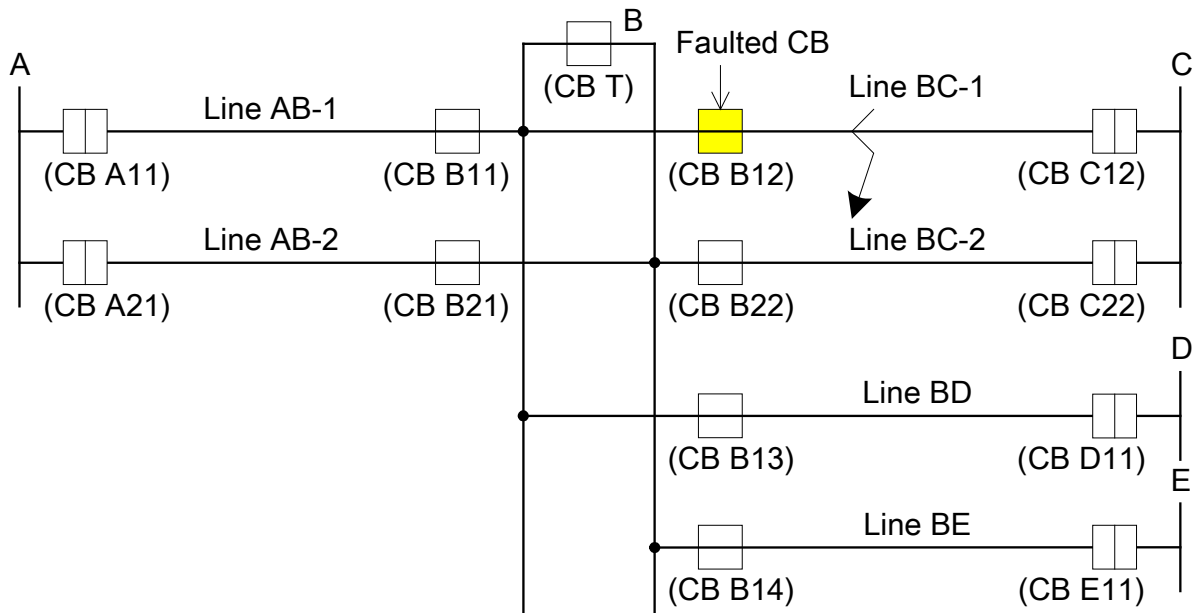 B
Faulted CB
A
C
(CB T)
Line AB-1
Line BC-1
(CB A11)
(CB B11)
(CB B12)
(CB C12)
Line AB-2
Line BC-2
(CB A21)
(CB B21)
(CB B22)
(CB C22)
D
Line BD
(CB B13)
(CB D11)
E
Line BE
(CB B14)
(CB E11)